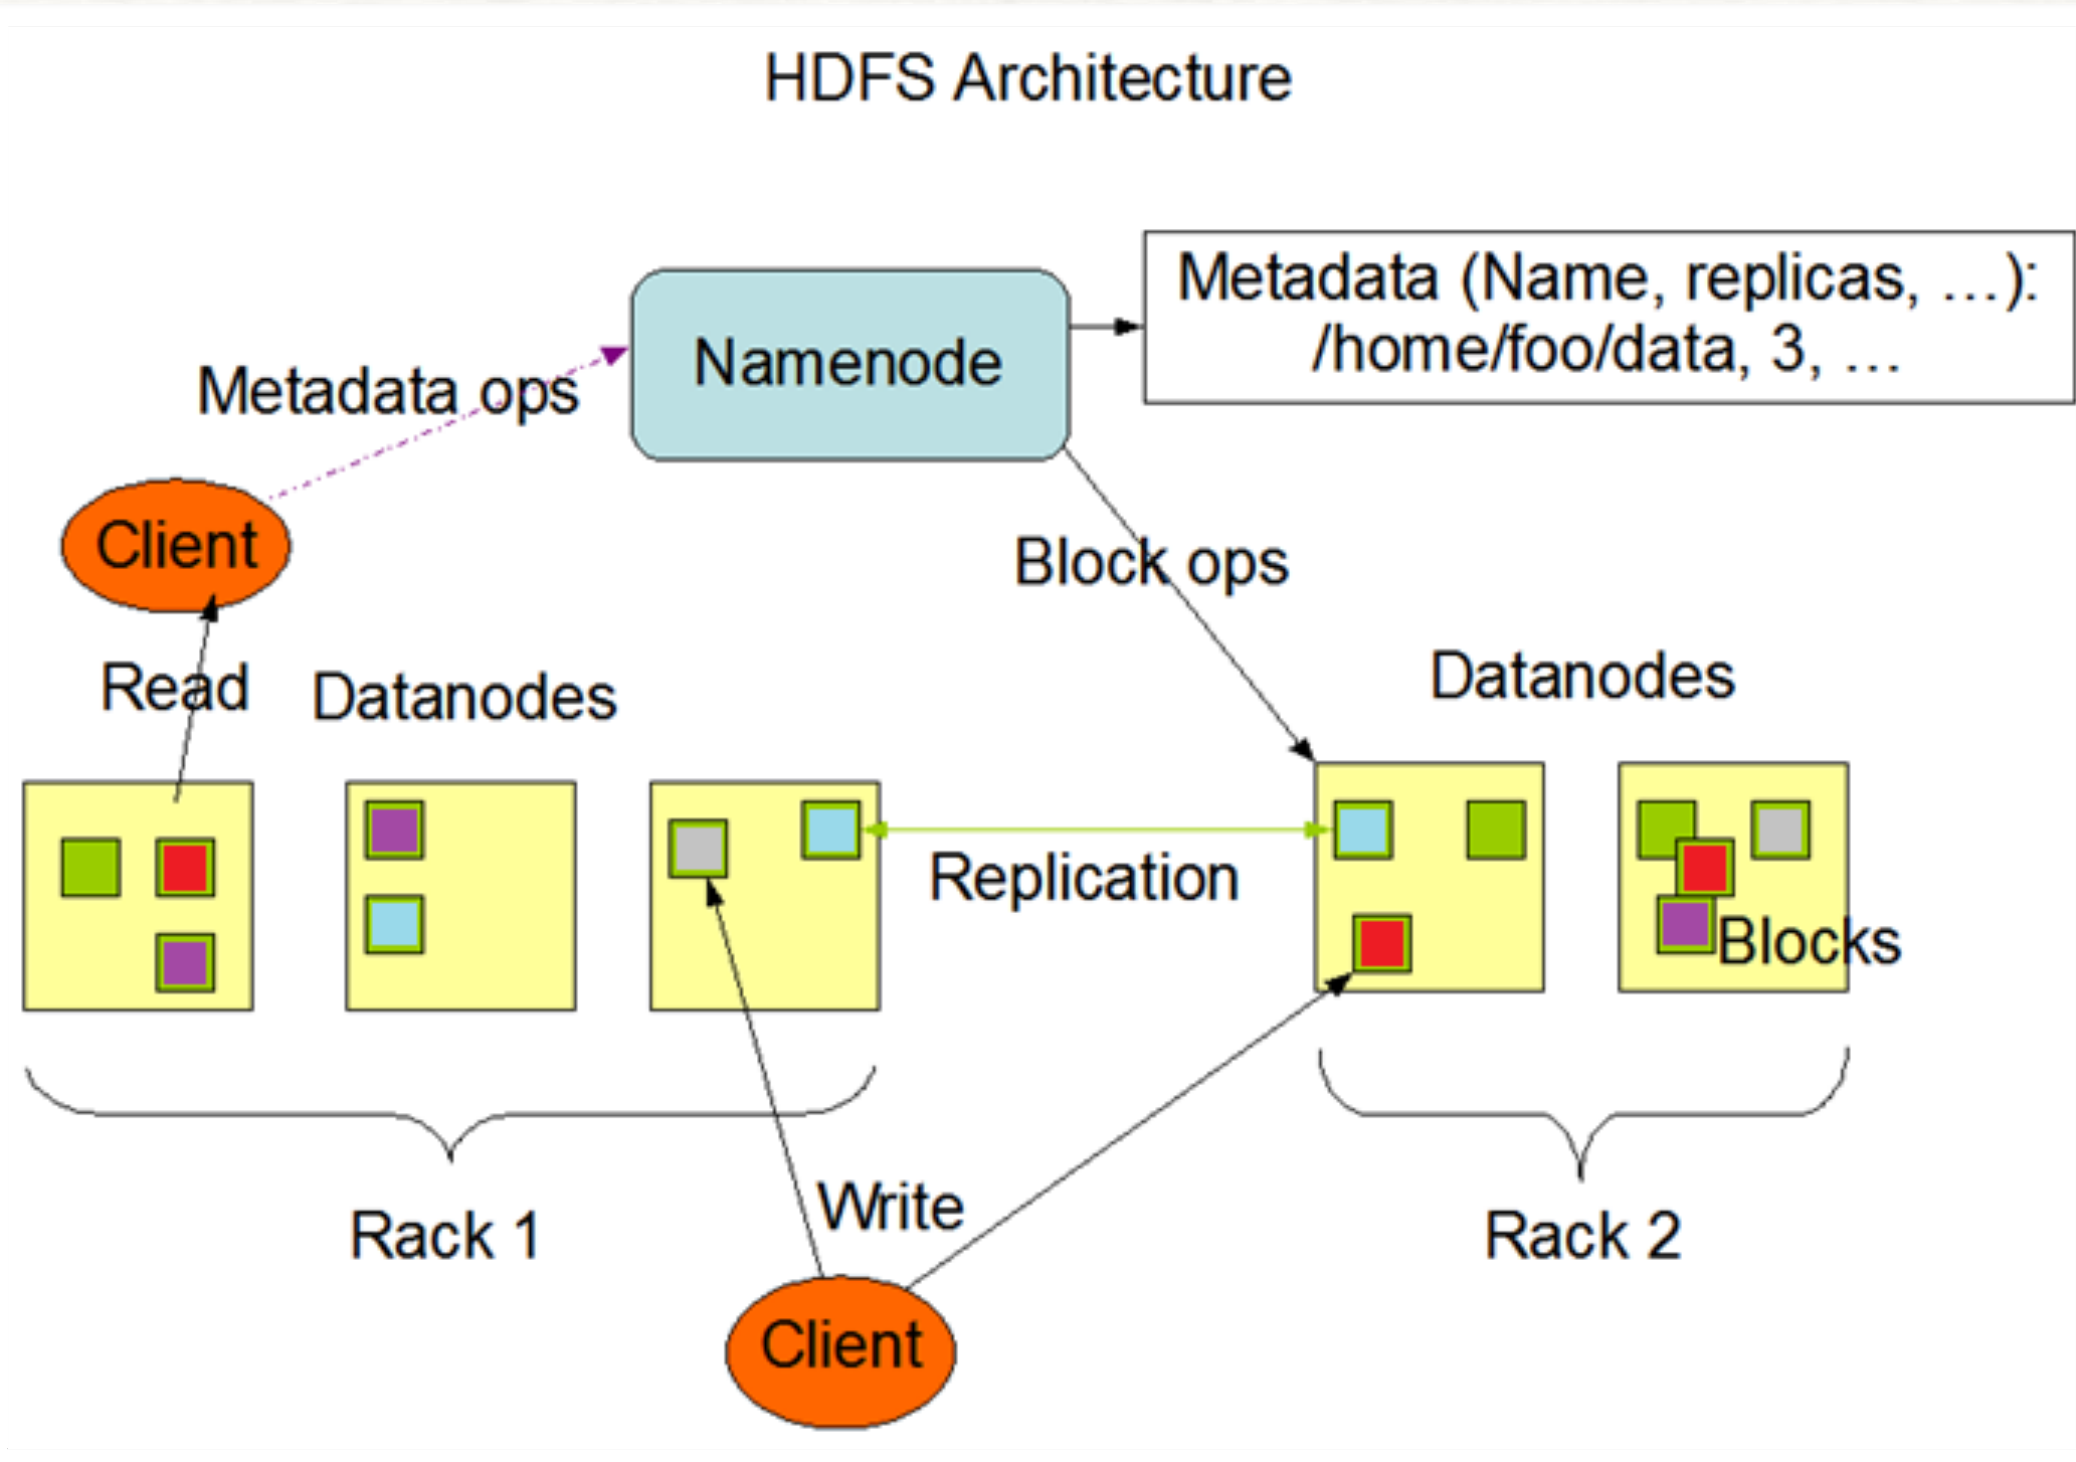 HDFS Architecture
Metadata (Name, replicas, ...):
/home/foo/data, 3, ...
Namenode
Metadata ops
Client
Block ops
Read
Datanodes
Datanodes
Replication
Blocks
Rack 1
Write
Rack 2
Client